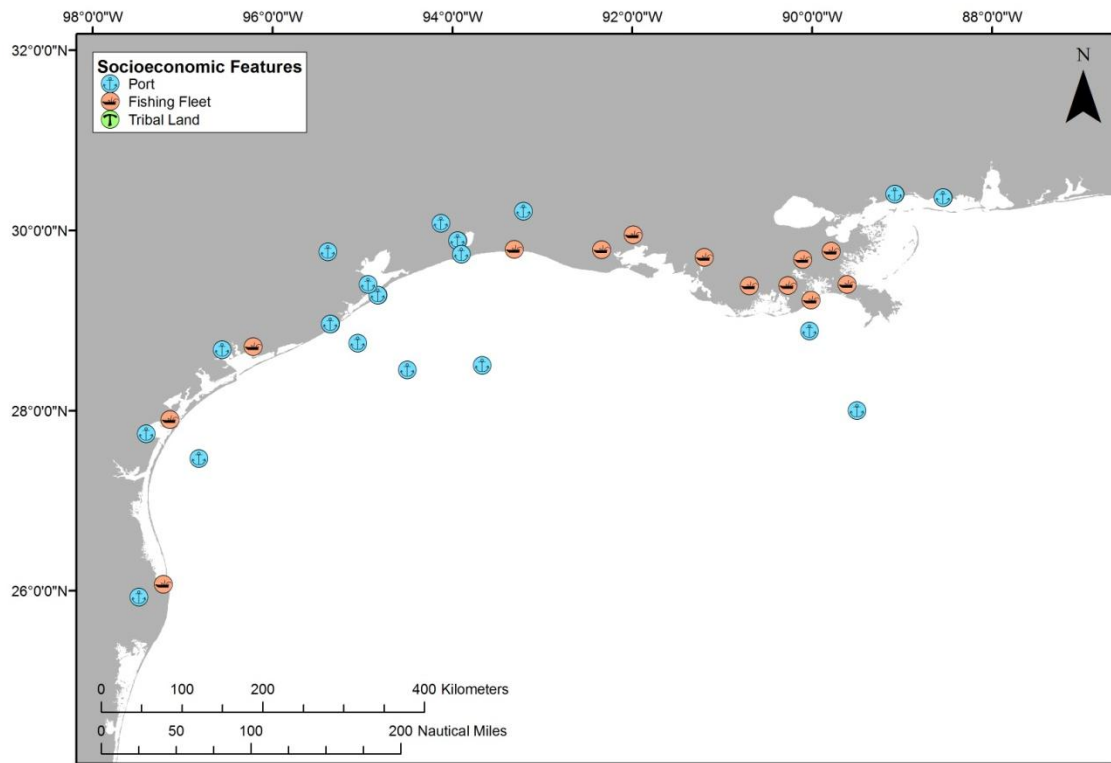 98°0'0"W 96°0'0"W 94°0'0"W 92°0'0"W 90°0'0"W 88°0'0"W
32°0'0"N
Socioeconomic Features
Port
Fishing Fleet
Tribal Land
N
30°0'0"N
28°0'0"N
26°0'0"N
0 100 200 400 Kilometers
0 50 100 200 Nautical Miles